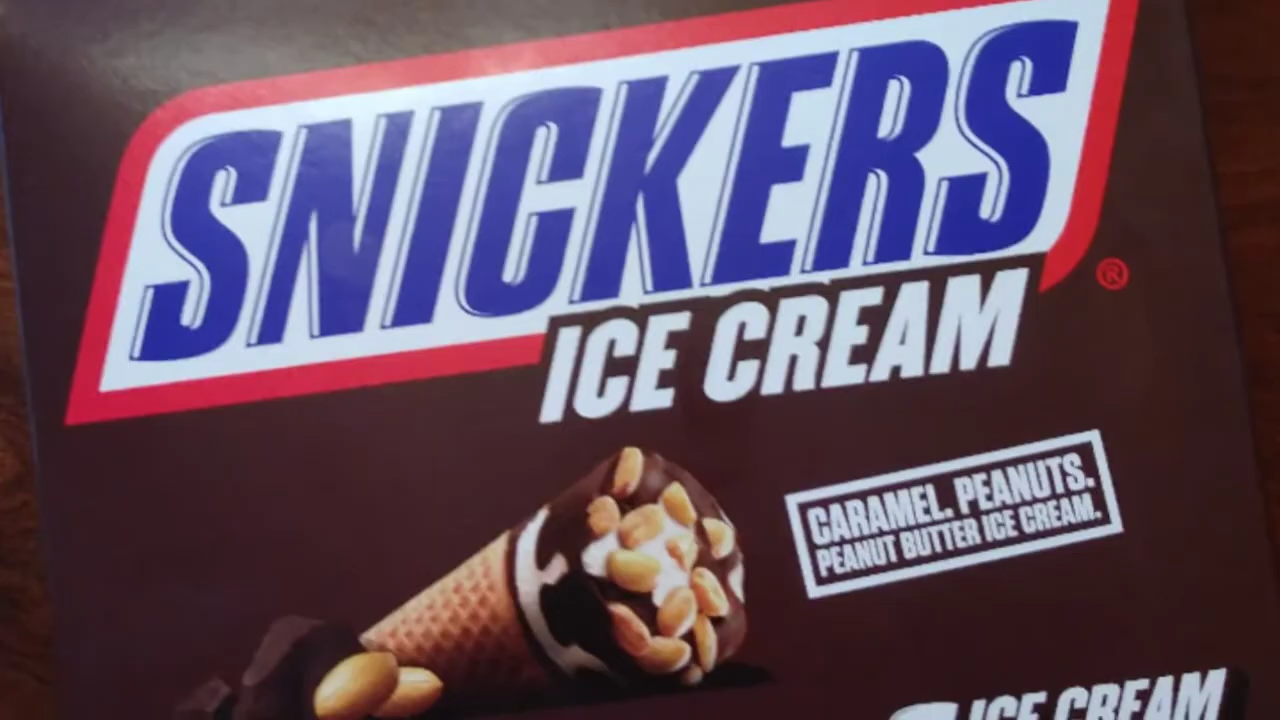 SNICKERS
®
ICE CREAM
CARAMEL. PEANUTS.
PEANUT BUTTER ICE CREAM.
ICE CREAM